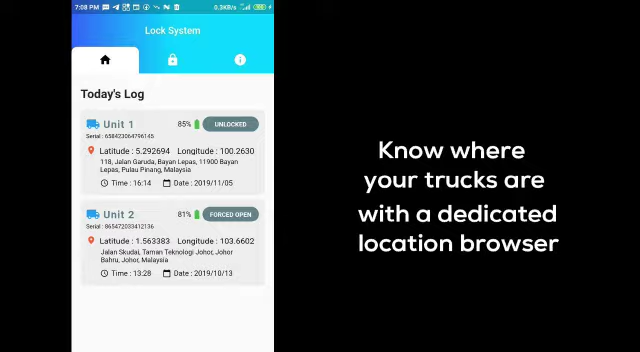 7:08 PM
0.3KB/s
Lock System
Today's Log
Unit 1
85%
UNLOCKED
Serial : 658423064796145
Latitude : 5.292694 Longitude : 100.2630
118, Jalan Garuda, Bayan Lepas, 11900 Bayan
Lepas, Pulau Pinang, Malaysia
Time : 16:14 Date : 2019/11/05
Unit 2
81%
FORCED OPEN
Serial : 865472033412136
Latitude : 1.563383 Longitude : 103.6602
Jalan Skudai, Taman Teknologi Johor, Johor
Bahru, Johor, Malaysia
Time : 13:28 Date : 2019/10/13
Know where
your trucks are
with a dedicated
location browser